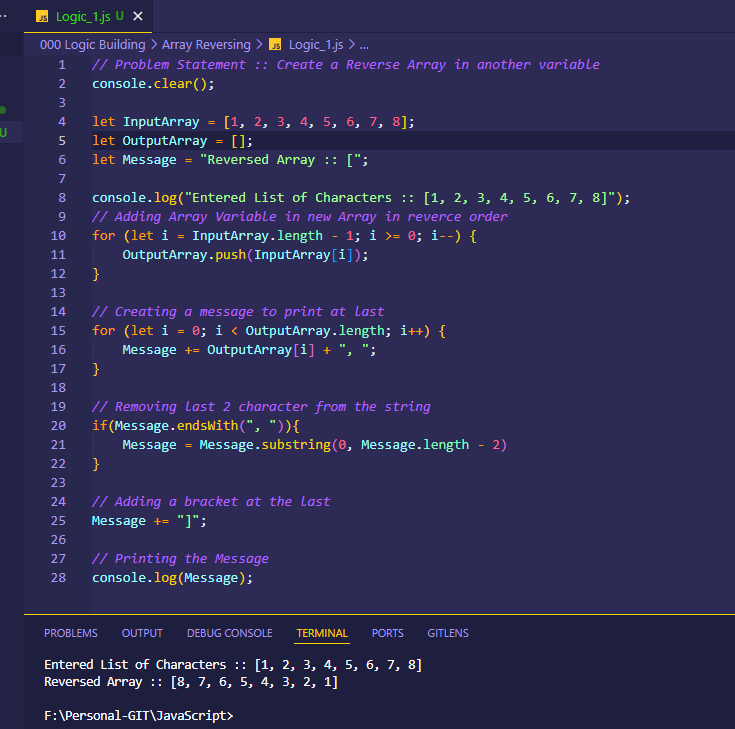 JS Logic_1.js U ×
000 Logic Building > Array Reversing > JS Logic_1.js > ...
U
1 // Problem Statement :: Create a Reverse Array in another variable
2 console.clear();
3
4 let InputArray = [1, 2, 3, 4, 5, 6, 7, 8];
5 let OutputArray = [];
6 let Message = "Reversed Array :: [";
7
8 console.log("Entered List of Characters :: [1, 2, 3, 4, 5, 6, 7, 8]");
9 // Adding Array Variable in new Array in reverce order
10 for (let i = InputArray.length - 1; i >= 0; i--) {
11     OutputArray.push(InputArray[i]);
12 }
13
14 // Creating a message to print at last
15 for (let i = 0; i < OutputArray.length; i++) {
16     Message += OutputArray[i] + ", ";
17 }
18
19 // Removing last 2 character from the string
20 if(Message.endsWith(", ")){
21     Message = Message.substring(0, Message.length - 2)
22 }
23
24 // Adding a bracket at the last
25 Message += "]";
26
27 // Printing the Message
28 console.log(Message);
PROBLEMS OUTPUT DEBUG CONSOLE TERMINAL PORTS GITLENS
Entered List of Characters :: [1, 2, 3, 4, 5, 6, 7, 8]
Reversed Array :: [8, 7, 6, 5, 4, 3, 2, 1]
F:\Personal-GIT\JavaScript>